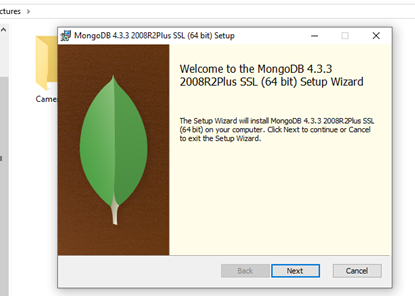 ctures
MongoDB 4.3.3 2008R2Plus SSL (64 bit) Setup
Welcome to the MongoDB 4.3.3
2008R2Plus SSL (64 bit) Setup Wizard
The Setup Wizard will install MongoDB 4.3.3 2008R2Plus SSL
(64 bit) on your computer. Click Next to continue or Cancel
to exit the Setup Wizard.
Came
Back
Next
Cancel